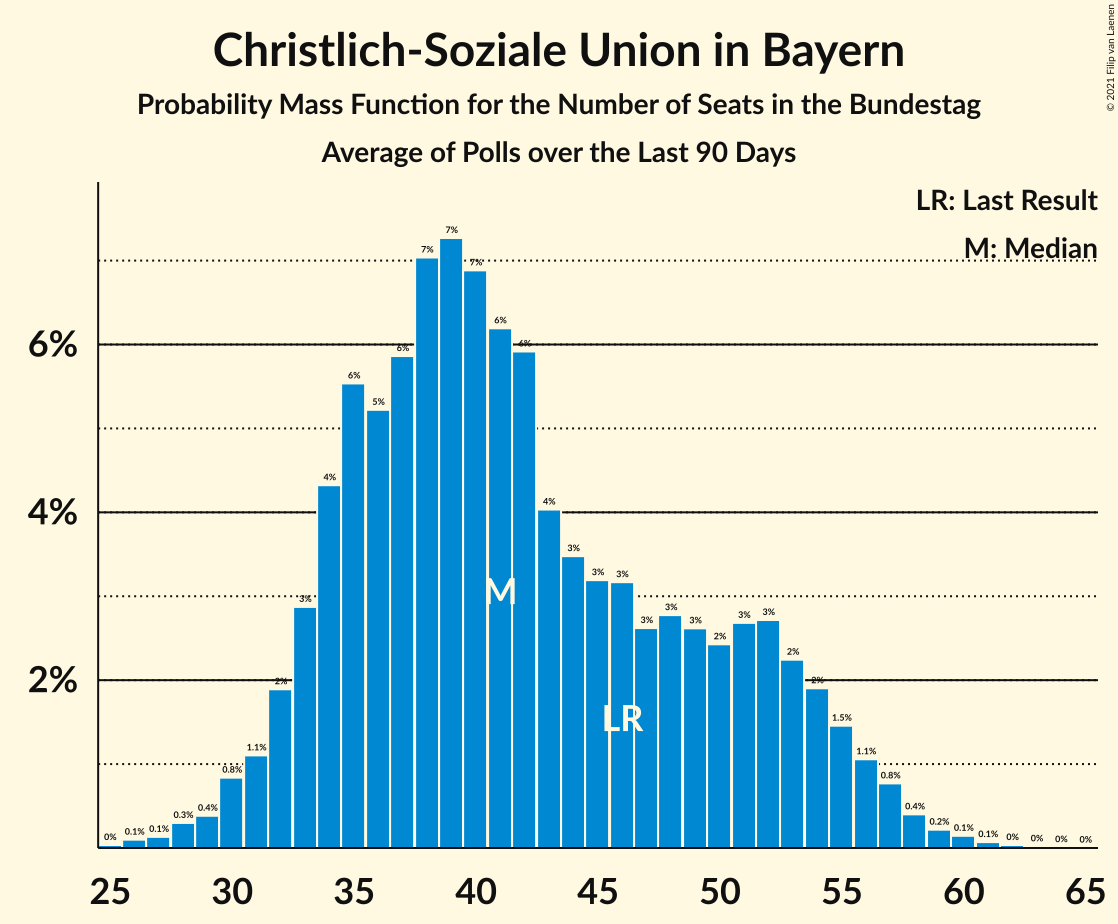 Christlich-Soziale Union in Bayern
Probability Mass Function for the Number of Seats in the Bundestag
Average of Polls over the Last 90 Days
© 2021 Filip van Laenen
LR: Last Result
M: Median
6%
4%
2%
0% 0.1% 0.1% 0.3% 0.4% 0.8% 1.1% 2% 3% 4% 6% 5% 6% 7% 7% 7% 6% 6% 4% 3% 3% 3% 3% 3% 3% 2% 3% 3% 2% 2% 1.5% 1.1% 0.8% 0.4% 0.2% 0.1% 0.1% 0% 0% 0% 0%
M
LR
25 30 35 40 45 50 55 60 65